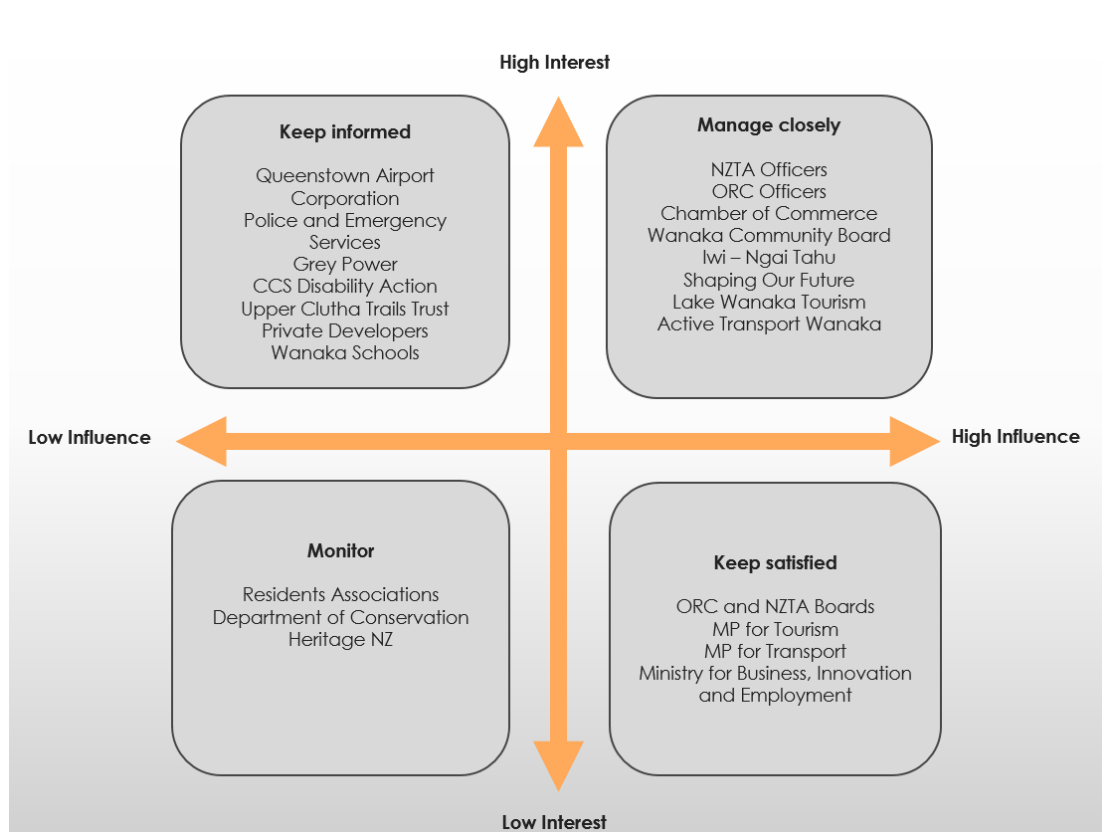 High Interest
Keep informed
Queenstown Airport
Corporation
Police and Emergency
Services
Grey Power
CCS Disability Action
Upper Clutha Trails Trust
Private Developers
Wanaka Schools
Manage closely
NZTA Officers
ORC Officers
Chamber of Commerce
Wanaka Community Board
Iwi – Ngai Tahu
Shaping Our Future
Lake Wanaka Tourism
Active Transport Wanaka
Low Influence
High Influence
Monitor
Residents Associations
Department of Conservation
Heritage NZ
Keep satisfied
ORC and NZTA Boards
MP for Tourism
MP for Transport
Ministry for Business, Innovation
and Employment
Low Interest